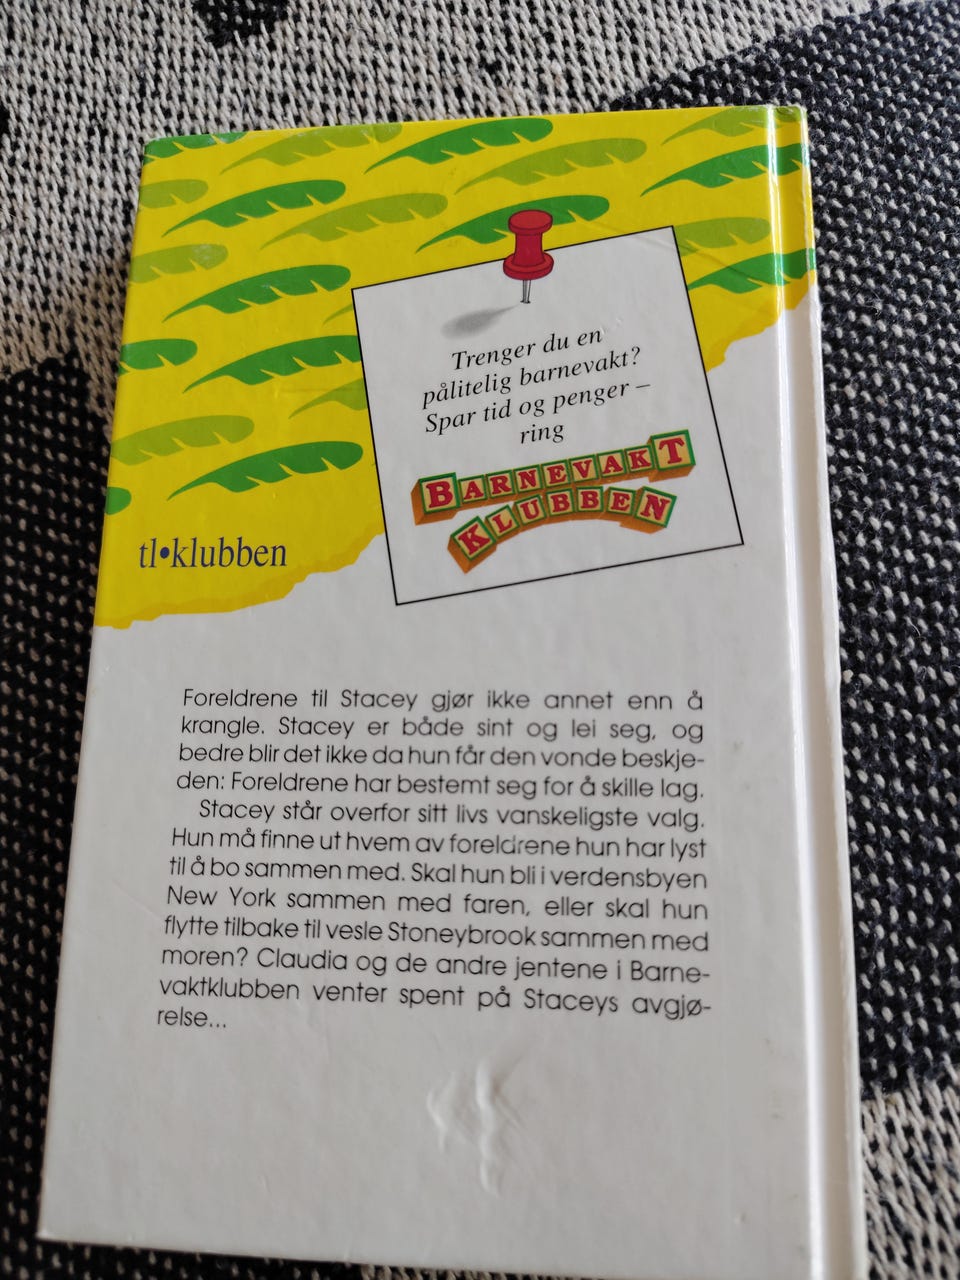 Trenger du en
pålitelig barnevakt?
Spar tid og penger –
ring
BARNEVAKT
KLUBBEN
tl•klubben
Foreldrene til Stacey gjør ikke annet enn å
krangle. Stacey er både sint og lei seg, og
bedre blir det ikke da hun får den vonde beskje-
den: Foreldrene har bestemt seg for å skille lag.
Stacey står overfor sitt livs vanskeligste valg.
Hun må finne ut hvem av foreldrene hun har lyst
til å bo sammen med. Skal hun bli i verdensbyen
New York sammen med faren, eller skal hun
flytte tilbake til vesle Stoneybrook sammen med
moren? Claudia og de andre jentene i Barne-
vaktklubben venter spent på Staceys avgjø-
relse...